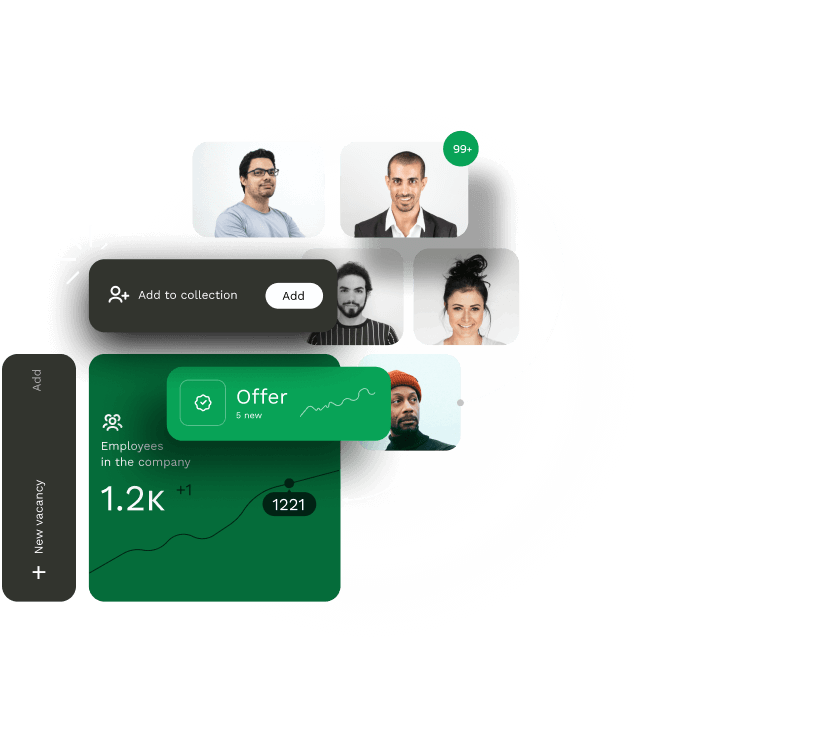 99+
Add to collection
Add
Add
New vacancy
+
Offer
5 new
Employees
in the company
1.2K
+1
1221